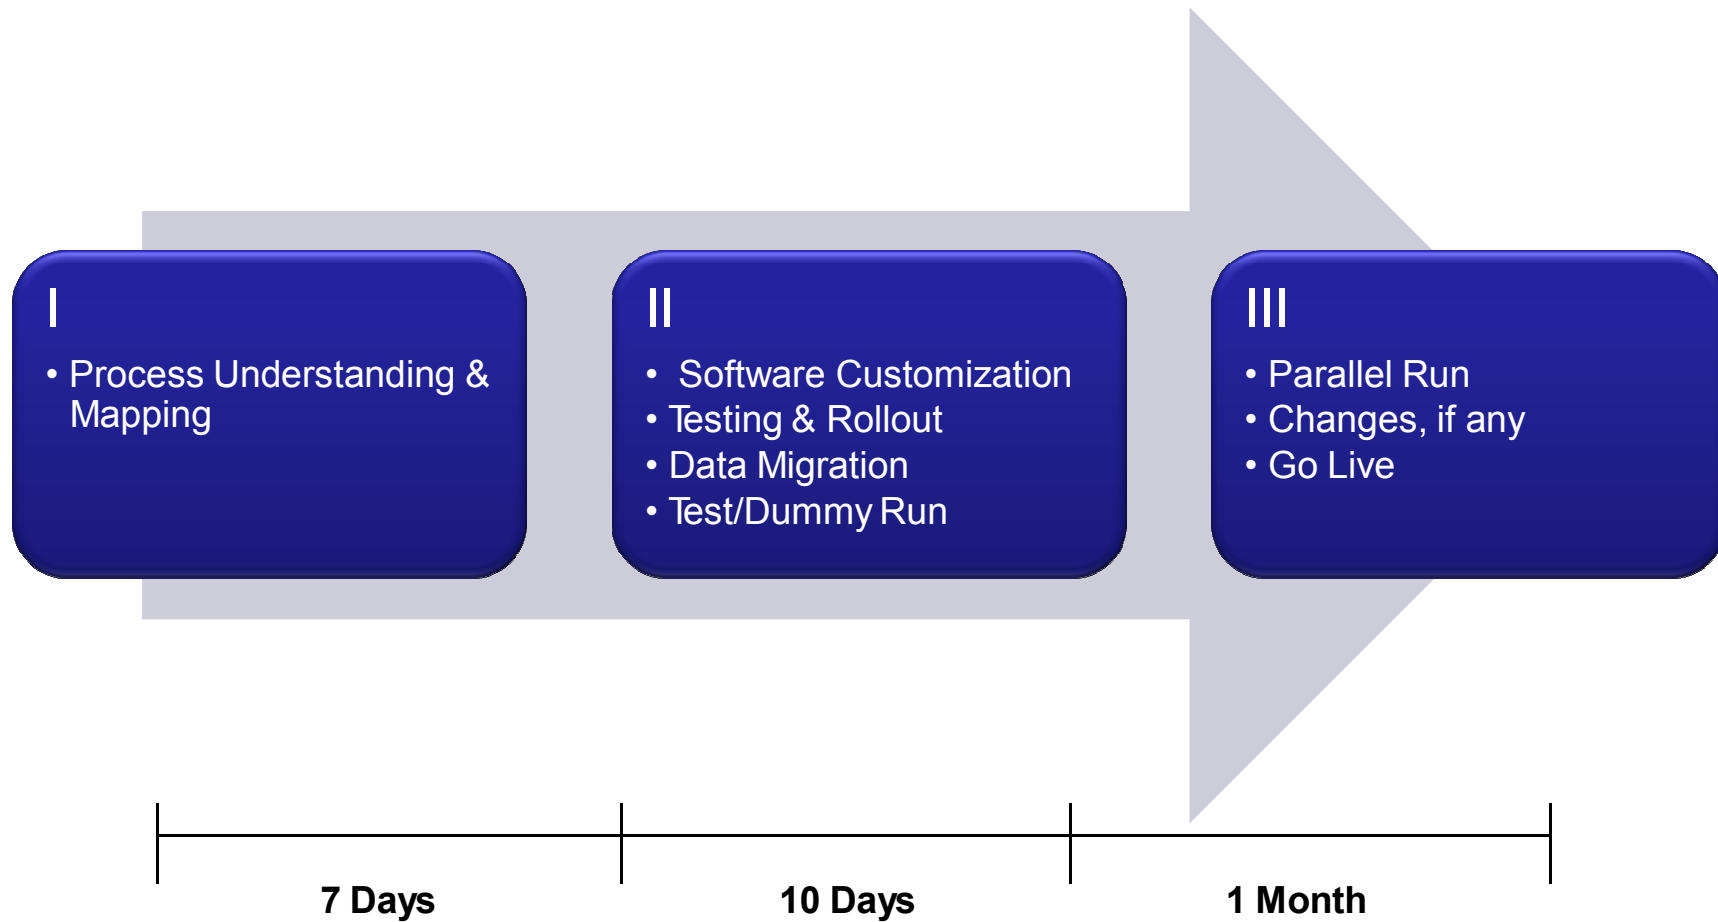 I
• Process Understanding &
Mapping
II
• Software Customization
• Testing & Rollout
• Data Migration
• Test/Dummy Run
III
• Parallel Run
• Changes, if any
• Go Live
7 Days
10 Days
1 Month